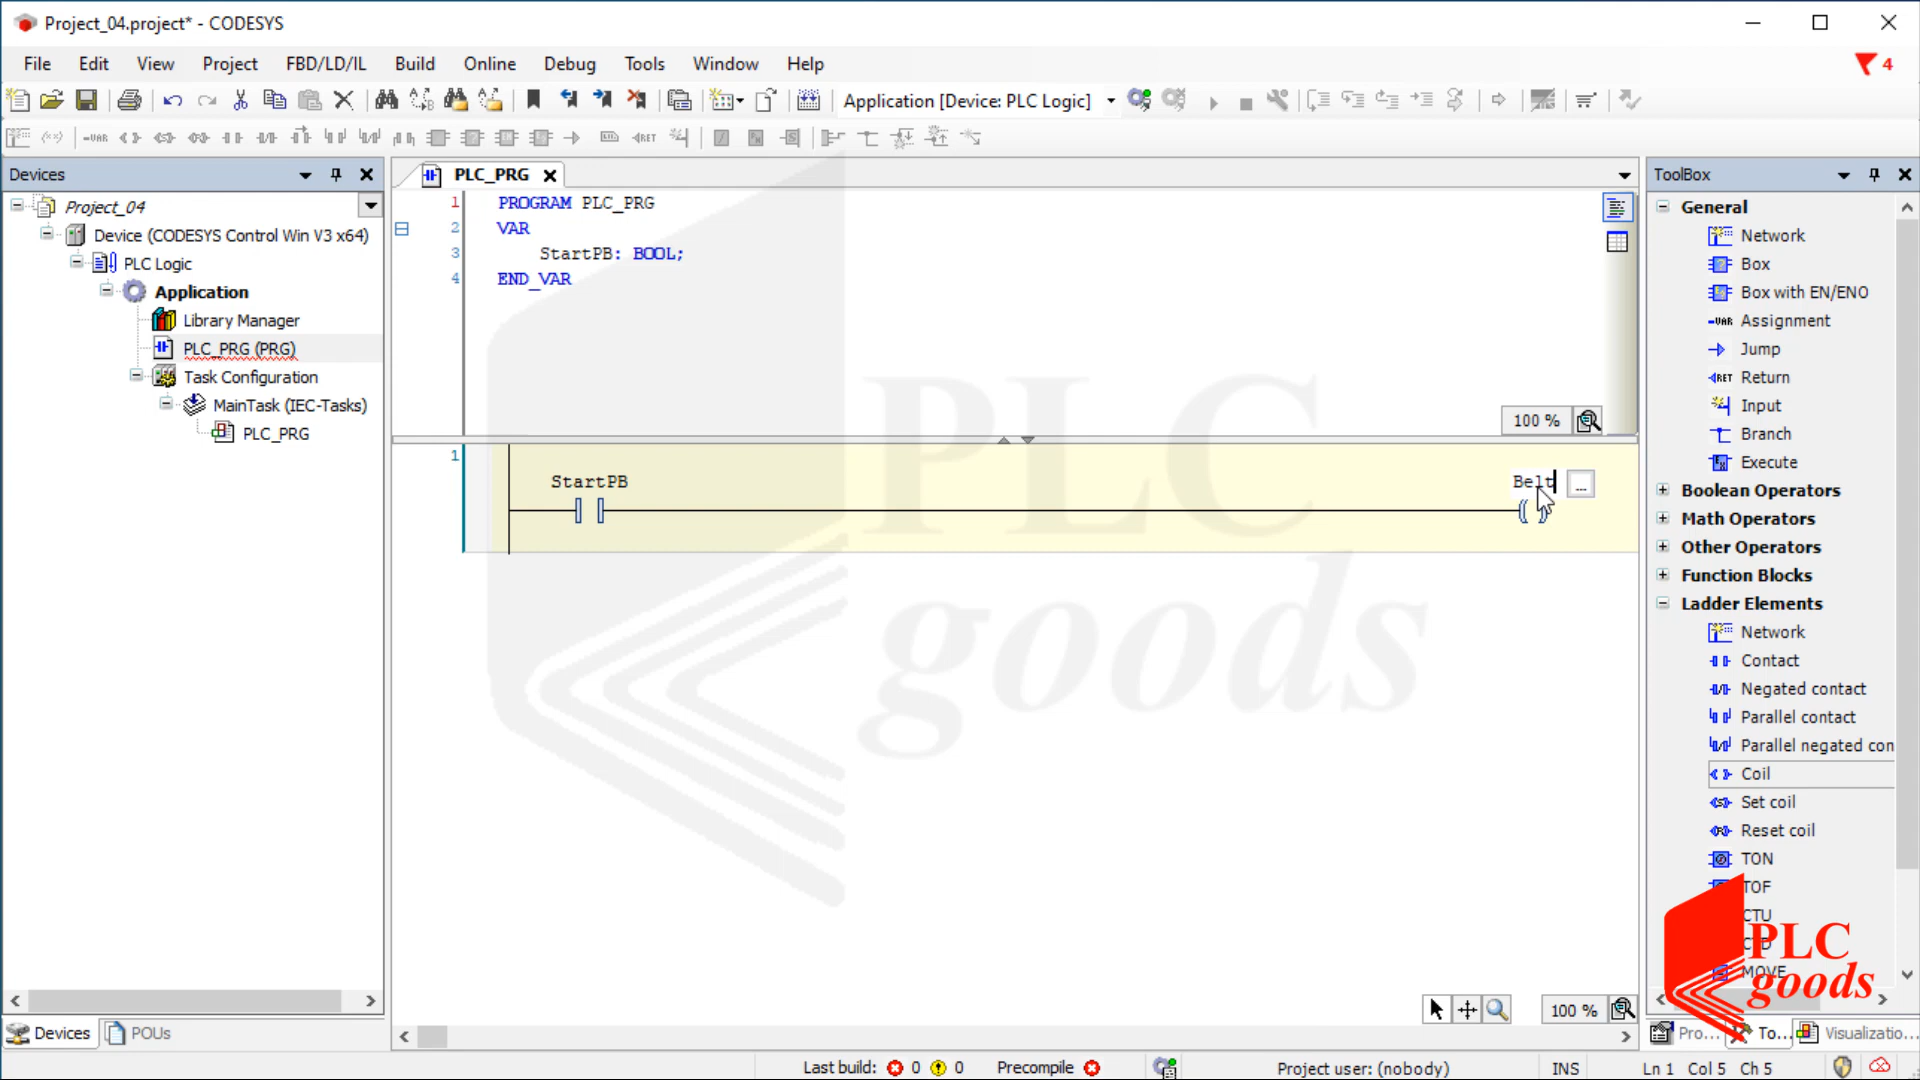 Project_04.project* - CODESYS
File Edit View Project FBD/LD/IL Build Online Debug Tools Window Help
4
Application [Device: PLC Logic]
Devices
Project_04
Device (CODESYS Control Win V3 x64)
PLC Logic
Application
Library Manager
PLC_PRG (PRG)
Task Configuration
MainTask (IEC-Tasks)
PLC_PRG
Devices
POUs
PLC_PRG
1 PROGRAM PLC_PRG
2 VAR
3 StartPB: BOOL;
4 END_VAR
100 %
1
StartPB
Belt
...
PLC
goods
100 %
ToolBox
General
Network
Box
Box with EN/ENO
Assignment
Jump
Return
Input
Branch
Execute
Boolean Operators
Math Operators
Other Operators
Function Blocks
Ladder Elements
Network
Contact
Negated contact
Parallel contact
Parallel negated con
Coil
Set coil
Reset coil
TON
TOF
CTU
CTD
MOVE
PLC
goods
Pro...
To...
Visualizatio...
Last build: 0 0 Precompile Project user: (nobody) INS Ln 1 Col 5 Ch 5